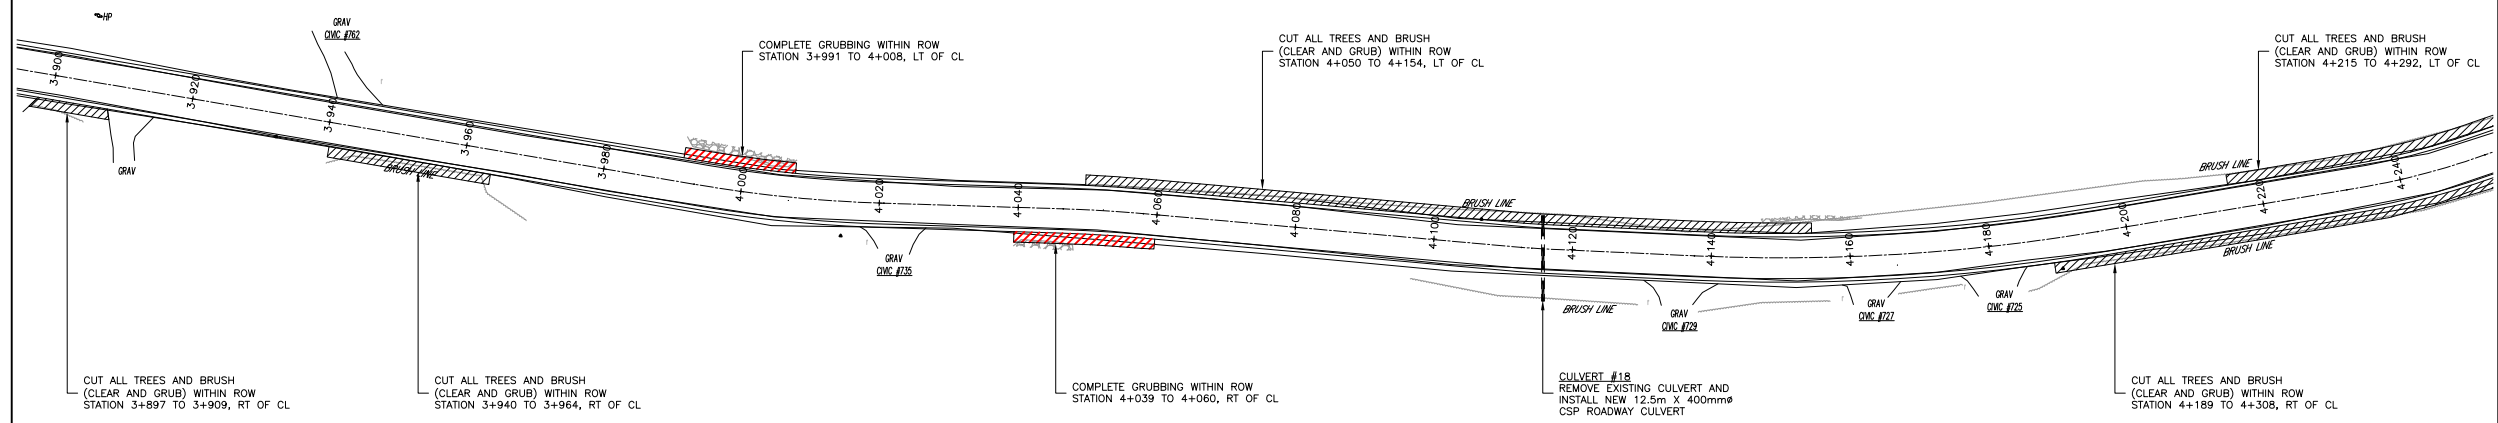 HP
GRAV
CIVIC #762
COMPLETE GRUBBING WITHIN ROW
STATION 3+991 TO 4+008, LT OF CL
CUT ALL TREES AND BRUSH
(CLEAR AND GRUB) WITHIN ROW
STATION 4+050 TO 4+154, LT OF CL
CUT ALL TREES AND BRUSH
(CLEAR AND GRUB) WITHIN ROW
STATION 4+215 TO 4+292, LT OF CL
3+900
3+920
3+940
3+960
3+980
4+000
4+020
4+040
4+060
4+080
4+100
4+120
4+140
4+160
4+180
4+200
4+220
4+240
GRAV
BRUSH LINE
BRUSH LINE
BRUSH LINE
BRUSH LINE
BRUSH LINE
GRAV
CIVIC #735
GRAV
CIVIC #729
GRAV
CIVIC #727
GRAV
CIVIC #725
CUT ALL TREES AND BRUSH
(CLEAR AND GRUB) WITHIN ROW
STATION 3+897 TO 3+909, RT OF CL
CUT ALL TREES AND BRUSH
(CLEAR AND GRUB) WITHIN ROW
STATION 3+940 TO 3+964, RT OF CL
COMPLETE GRUBBING WITHIN ROW
STATION 4+039 TO 4+060, RT OF CL
CULVERT #18
REMOVE EXISTING CULVERT AND
INSTALL NEW 12.5m X 400mmø
CSP ROADWAY CULVERT
CUT ALL TREES AND BRUSH
(CLEAR AND GRUB) WITHIN ROW
STATION 4+189 TO 4+308, RT OF CL